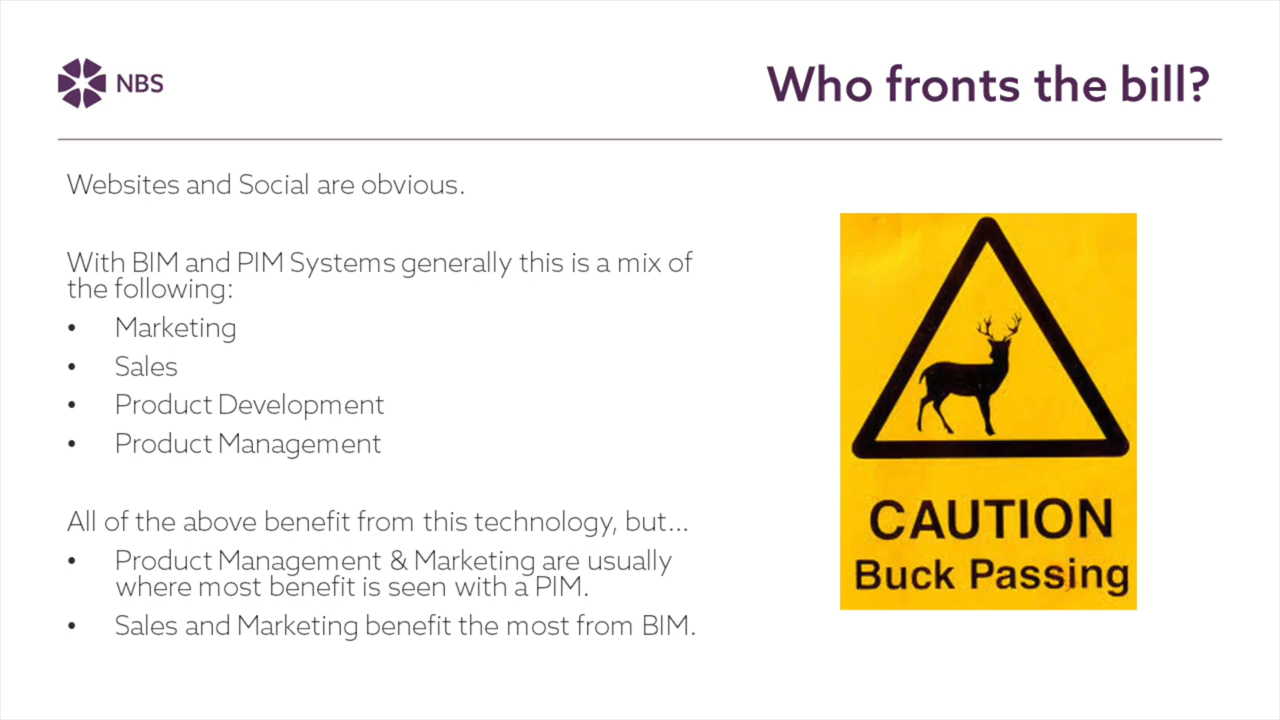 NBS
Who fronts the bill?
Websites and Social are obvious.
With BIM and PIM Systems generally this is a mix of
the following:
• Marketing
• Sales
• Product Development
• Product Management
All of the above benefit from this technology, but...
• Product Management & Marketing are usually
where most benefit is seen with a PIM.
• Sales and Marketing benefit the most from BIM.
CAUTION
Buck Passing